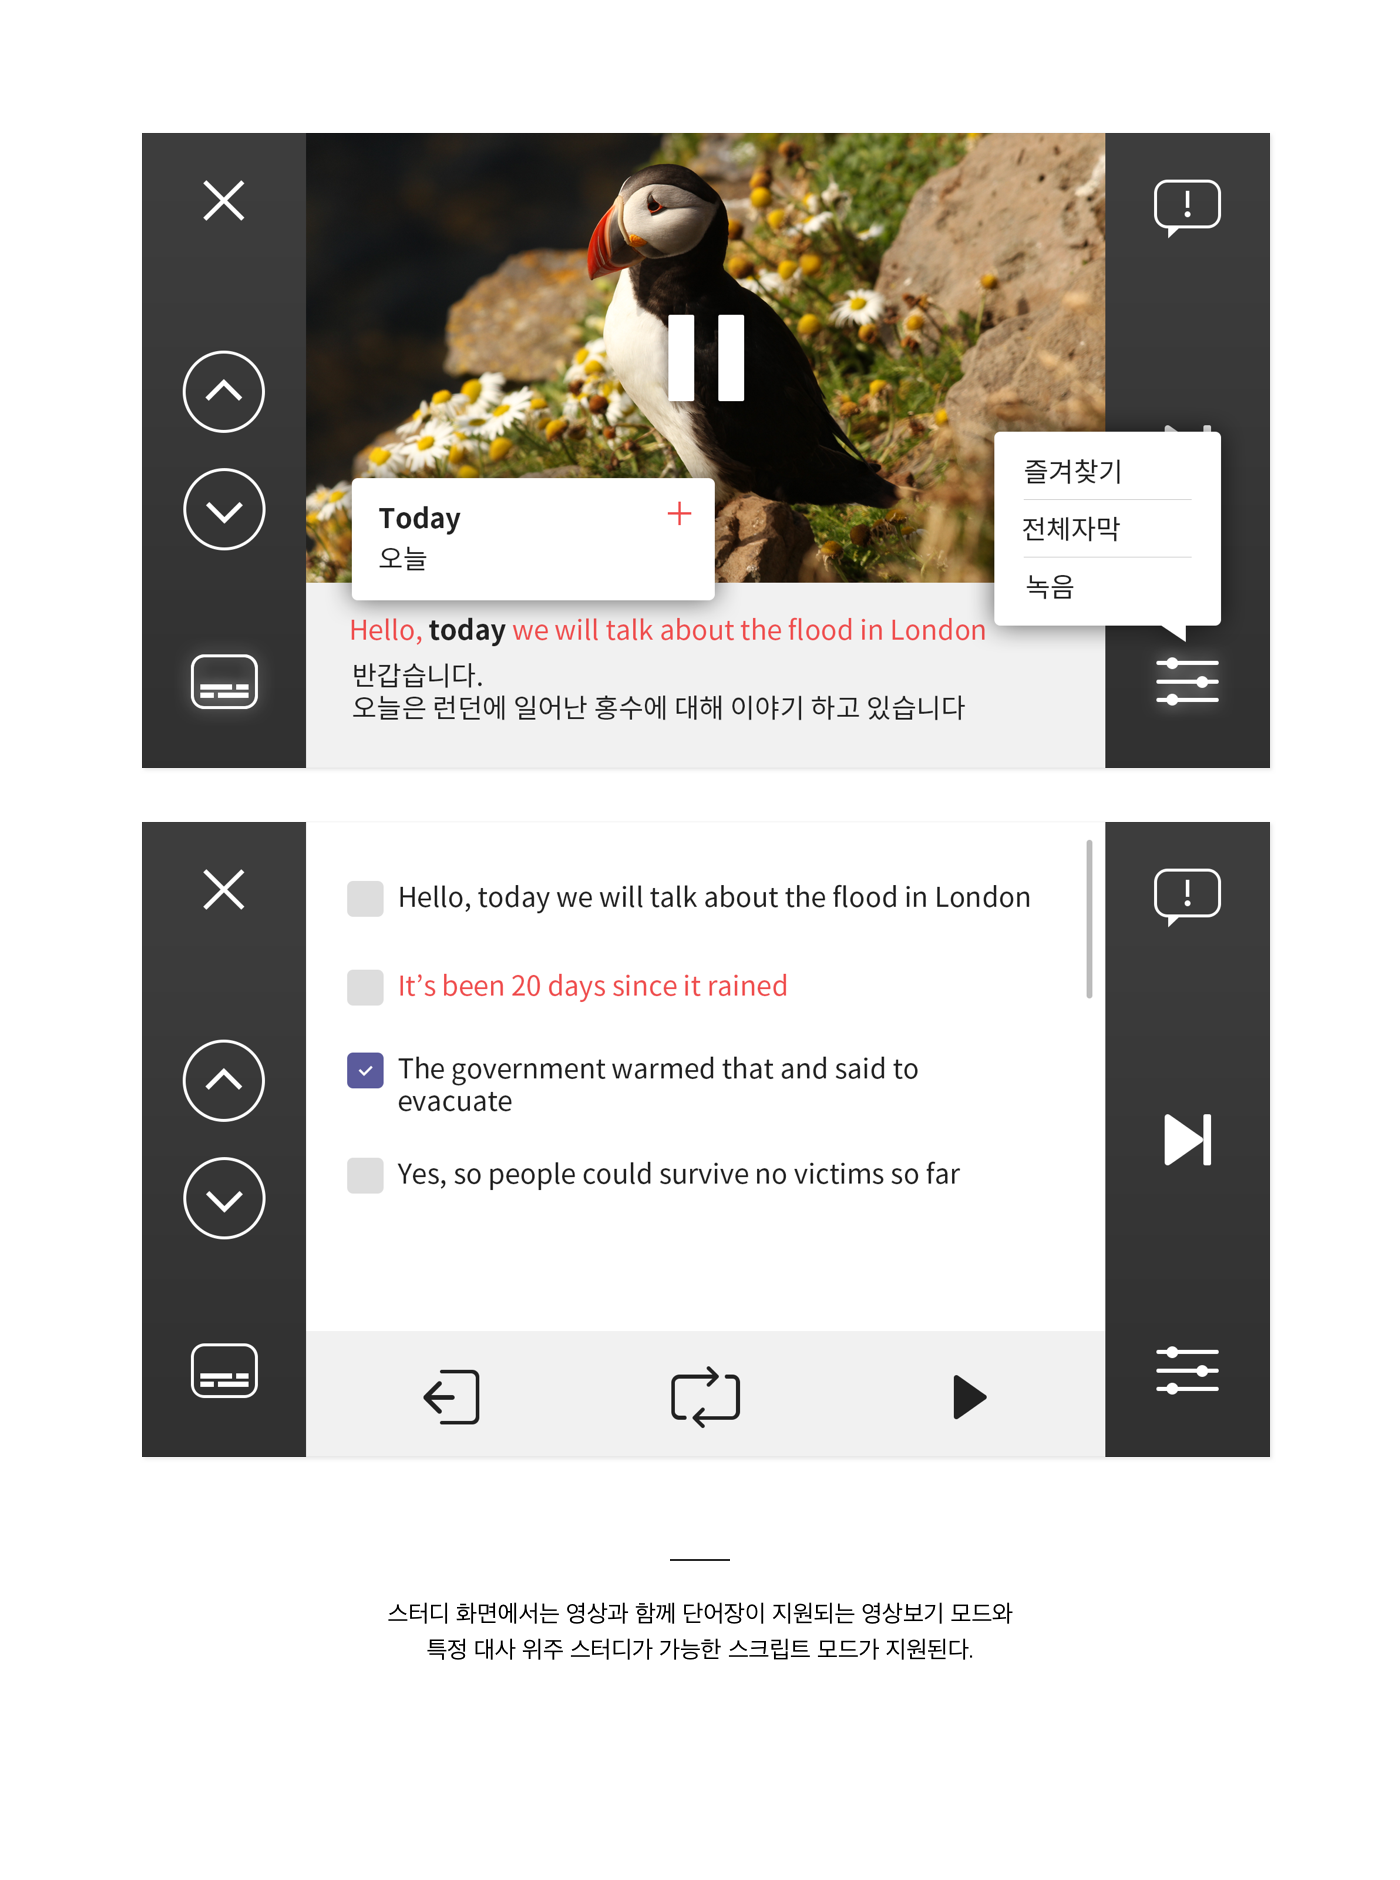 Today
오늘
즐겨찾기
전체자막
녹음
Hello, today we will talk about the flood in London
반갑습니다.
오늘은 런던에 일어난 홍수에 대해 이야기 하고 있습니다
Hello, today we will talk about the flood in London
It’s been 20 days since it rained
The government warmed that and said to
evacuate
Yes, so people could survive no victims so far
스터디 화면에서는 영상과 함께 단어장이 지원되는 영상보기 모드와
특정 대사 위주 스터디가 가능한 스크립트 모드가 지원된다.